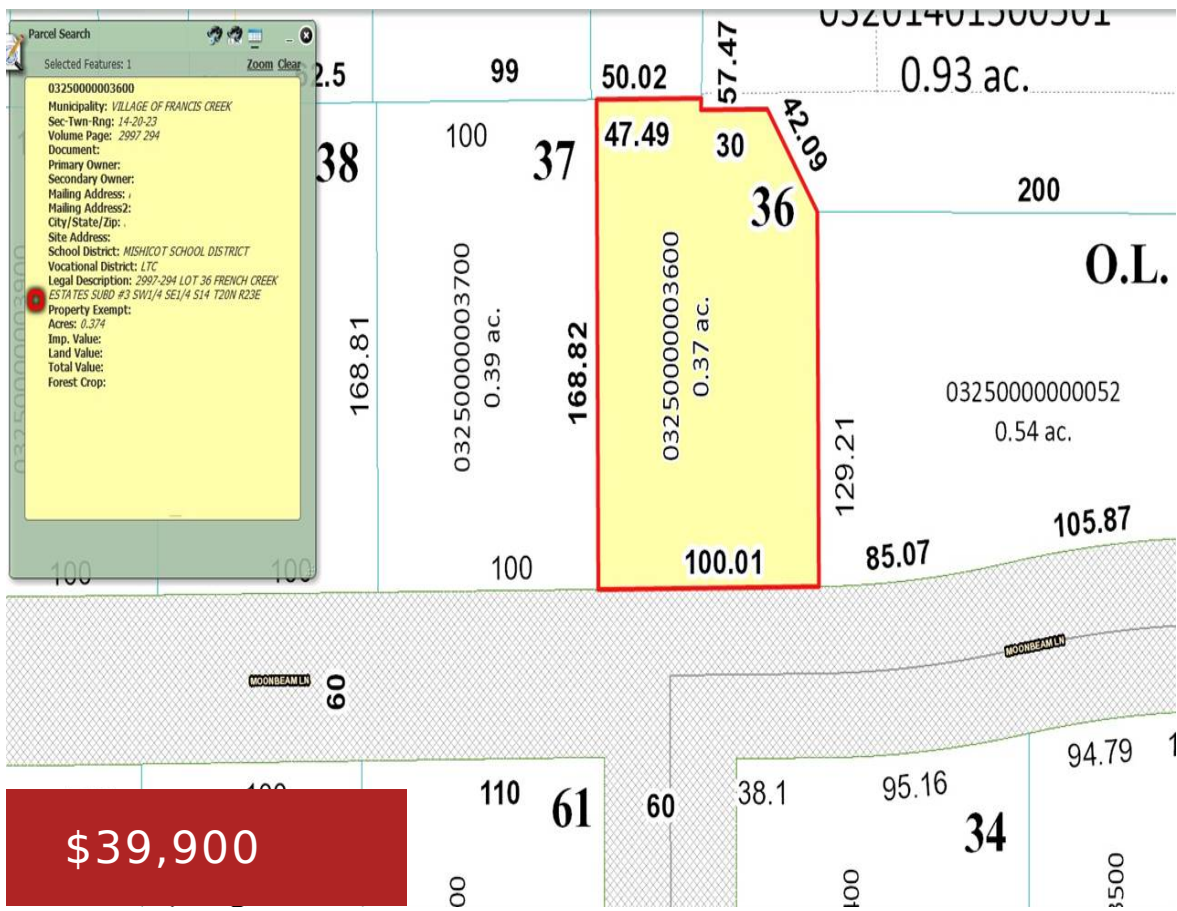 Parcel Search
Selected Features: 1 Zoom Clear
03250000003600
Municipality: VILLAGE OF FRANCIS CREEK
Sec-Twn-Rng: 14-20-23
Volume Page: 2997 294
Document:
Primary Owner:
Secondary Owner:
Mailing Address: ,
Mailing Address2:
City/State/Zip: .
Site Address:
School District: MISHICOT SCHOOL DISTRICT
Vocational District: LTC
Legal Description: 2997-294 LOT 36 FRENCH CREEK
ESTATES SUBD #3 SW1/4 SE1/4 S14 T20N R23E
Property Exempt:
Acres: 0.374
Imp. Value:
Land Value:
Total Value:
Forest Crop:
2.5
99
50.02
57.47
03201401500501
0.93 ac.
38
100
37
47.49
30
42.09
36
200
O.L.
168.81
03250000003700
0.39 ac.
168.82
03250000003600
0.37 ac.
03250000000052
0.54 ac.
129.21
100
100
100
100.01
85.07
105.87
MOONBEAM LN
60
MOONBEAM LN
100
110
61
60
38.1
95.16
94.79
34
$39,900
00
400
3500